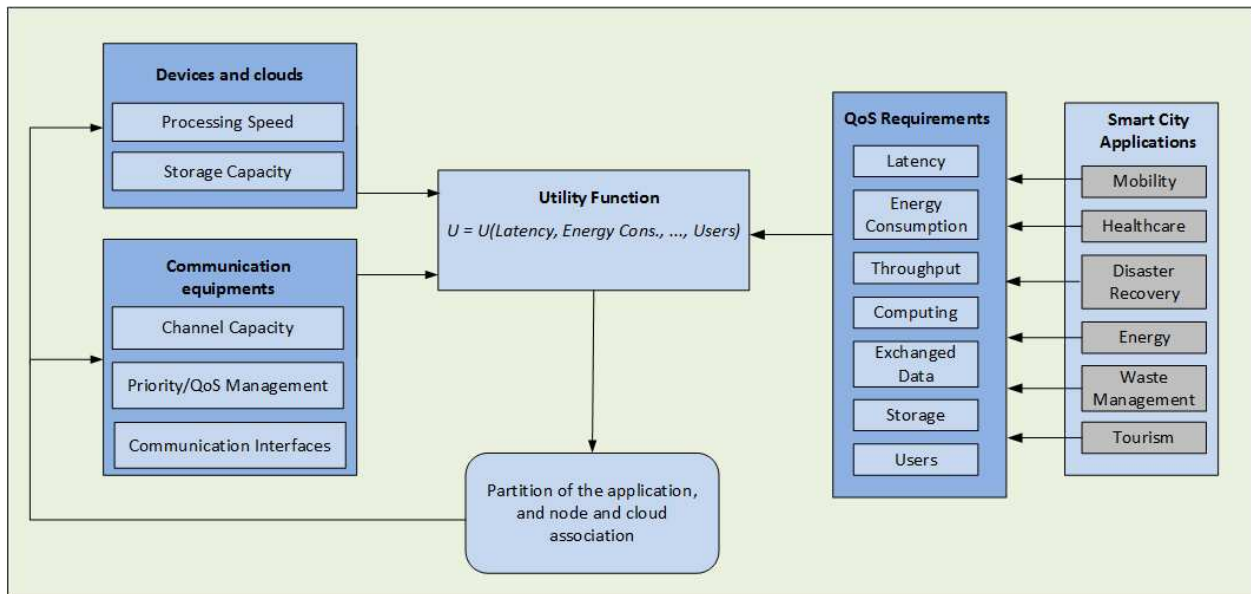 Devices and clouds
Processing Speed
Storage Capacity
Communication
equipments
Channel Capacity
Priority/QoS Management
Communication Interfaces
Utility Function
U = U(Latency, Energy Cons., ..., Users)
Partition of the application,
and node and cloud
association
QoS Requirements
Latency
Energy
Consumption
Throughput
Computing
Exchanged
Data
Storage
Users
Smart City
Applications
Mobility
Healthcare
Disaster
Recovery
Energy
Waste
Management
Tourism